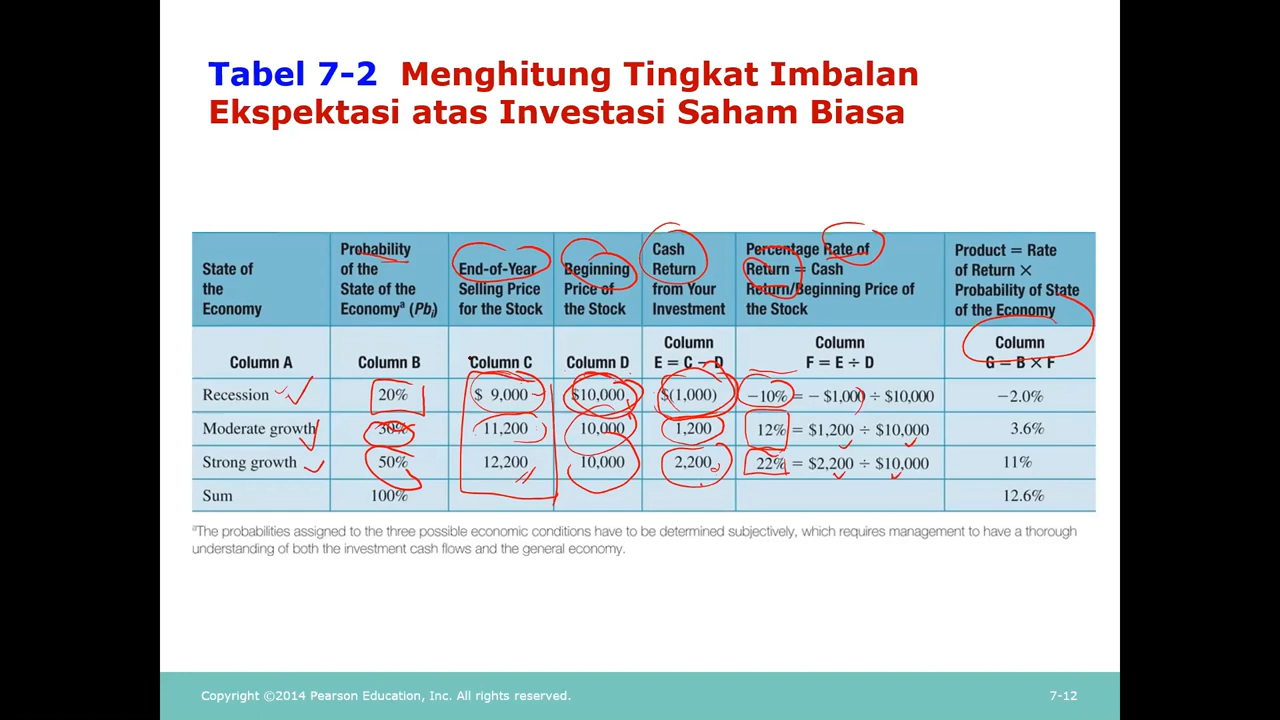 Tabel 7-2 Menghitung Tingkat Imbalan
Ekspektasi atas Investasi Saham Biasa
State of
the
Economy
Probability
of the
State of the
Economyᵃ (Pbᵢ)
End-of-Year
Selling Price
for the Stock
Beginning
Price of
the Stock
Cash
Return
from Your
Investment
Percentage Rate of
Return = Cash
Return/Beginning Price of
the Stock
Product = Rate
of Return ×
Probability of State
of the Economy
Column A
Column B
Column C
Column D
Column
E = C − D
Column
F = E ÷ D
Column
G = B × F
Recession 20% $ 9,000 $10,000 $(1,000) −10% = − $1,000 ÷ $10,000 −2.0%
Moderate growth 30% 11,200 10,000 1,200 12% = $1,200 ÷ $10,000 3.6%
Strong growth 50% 12,200 10,000 2,200 22% = $2,200 ÷ $10,000 11%
Sum 100% 12.6%
ᵃThe probabilities assigned to the three possible economic conditions have to be determined subjectively, which requires management to have a thorough
understanding of both the investment cash flows and the general economy.
Copyright ©2014 Pearson Education, Inc. All rights reserved.
7-12